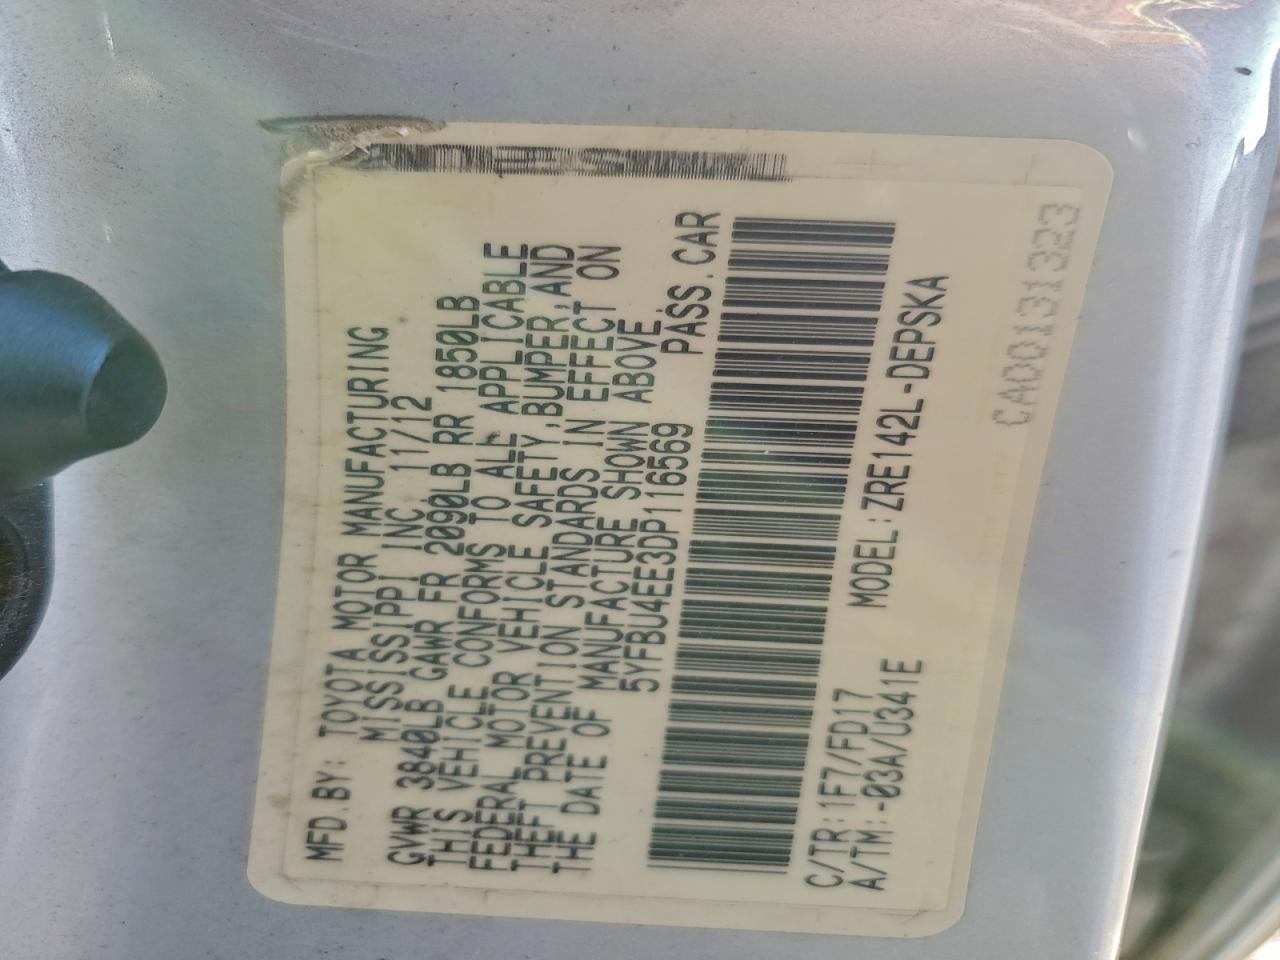 MFD.BY: TOYOTA MOTOR MANUFACTURING
MISSISSIPPI INC 11/12
GVWR 3840LB GAWR FR 2090LB RR 1850LB
THIS VEHICLE CONFORMS TO ALL APPLICABLE
FEDERAL MOTOR VEHICLE SAFETY,BUMPER,AND
THEFT PREVENTION STANDARDS IN EFFECT ON
THE DATE OF MANUFACTURE SHOWN ABOVE.
5YFBU4EE3DP116569 PASS.CAR
C/TR:1F7/FD17 MODEL:ZRE142L-DEPSKA
A/TM:-03A/U341E
CA00131323